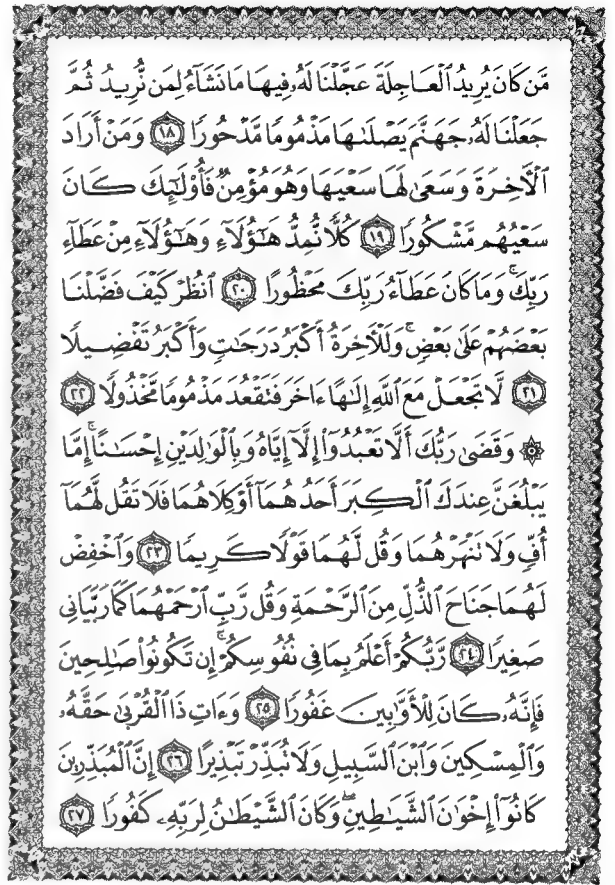 مَّن كَانَ يُرِيدُ ٱلْعَاجِلَةَ عَجَّلْنَا لَهُۥ فِيهَا مَا نَشَآءُ لِمَن نُّرِيدُ ثُمَّ
جَعَلْنَا لَهُۥ جَهَنَّمَ يَصْلَىٰهَا مَذْمُومًا مَّدْحُورًا ١٨ وَمَنْ أَرَادَ
ٱلْأَخِرَةَ وَسَعَىٰ لَهَا سَعْيَهَا وَهُوَ مُؤْمِنٌ فَأُو۟لَٰٓئِكَ كَانَ
سَعْيُهُم مَّشْكُورًا ١٩ كُلًّا نُّمِدُّ هَٰٓؤُلَآءِ وَهَٰٓؤُلَآءِ مِنْ عَطَآءِ
رَبِّكَ ۚ وَمَا كَانَ عَطَآءُ رَبِّكَ مَحْظُورًا ٢٠ ٱنظُرْ كَيْفَ فَضَّلْنَا
بَعْضَهُمْ عَلَىٰ بَعْضٍ ۚ وَلَلْأَخِرَةُ أَكْبَرُ دَرَجَٰتٍ وَأَكْبَرُ تَفْضِيلًا
٢١ لَّا تَجْعَلْ مَعَ ٱللَّهِ إِلَٰهًا ءَاخَرَ فَتَقْعُدَ مَذْمُومًا مَّخْذُولًا ٢٢
۞ وَقَضَىٰ رَبُّكَ أَلَّا تَعْبُدُوٓا۟ إِلَّآ إِيَّاهُ وَبِٱلْوَٰلِدَيْنِ إِحْسَٰنًا ۚ إِمَّا
يَبْلُغَنَّ عِندَكَ ٱلْكِبَرَ أَحَدُهُمَآ أَوْ كِلَاهُمَا فَلَا تَقُل لَّهُمَآ
أُفٍّ وَلَا تَنْهَرْهُمَا وَقُل لَّهُمَا قَوْلًا كَرِيمًا ٢٣ وَٱخْفِضْ
لَهُمَا جَنَاحَ ٱلذُّلِّ مِنَ ٱلرَّحْمَةِ وَقُل رَّبِّ ٱرْحَمْهُمَا كَمَا رَبَّيَانِى
صَغِيرًا ٢٤ رَّبُّكُمْ أَعْلَمُ بِمَا فِى نُفُوسِكُمْ ۚ إِن تَكُونُوا۟ صَٰلِحِينَ
فَإِنَّهُۥ كَانَ لِلْأَوَّٰبِينَ غَفُورًا ٢٥ وَءَاتِ ذَا ٱلْقُرْبَىٰ حَقَّهُۥ
وَٱلْمِسْكِينَ وَٱبْنَ ٱلسَّبِيلِ وَلَا تُبَذِّرْ تَبْذِيرًا ٢٦ إِنَّ ٱلْمُبَذِّرِينَ
كَانُوٓا۟ إِخْوَٰنَ ٱلشَّيَٰطِينِ ۖ وَكَانَ ٱلشَّيْطَٰنُ لِرَبِّهِۦ كَفُورًا ٢٧